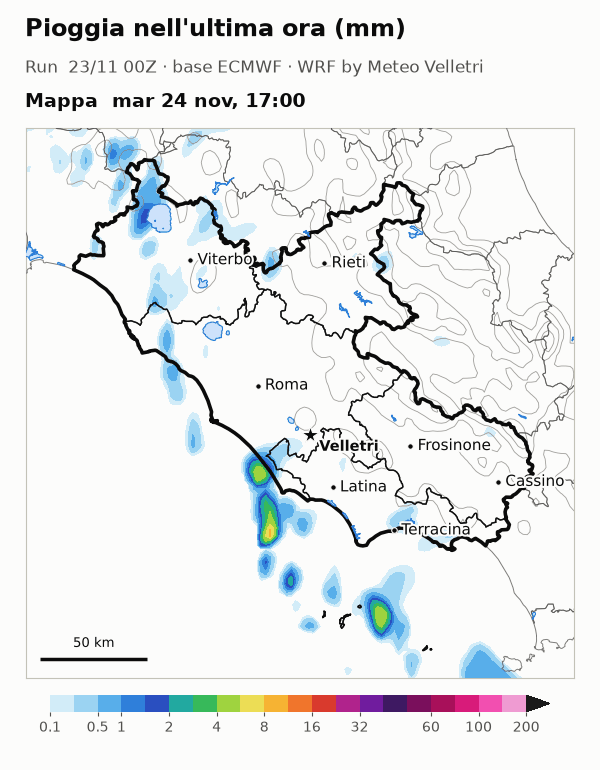 Pioggia nell'ultima ora (mm)
Run  23/11 00Z · base ECMWF · WRF by Meteo Velletri
Mappa  mar 24 nov, 17:00
Viterbo
Rieti
Roma
Velletri
Frosinone
Latina
Cassino
Terracina
50 km
0.1 0.5 1 2 4 8 16 32 60 100 200